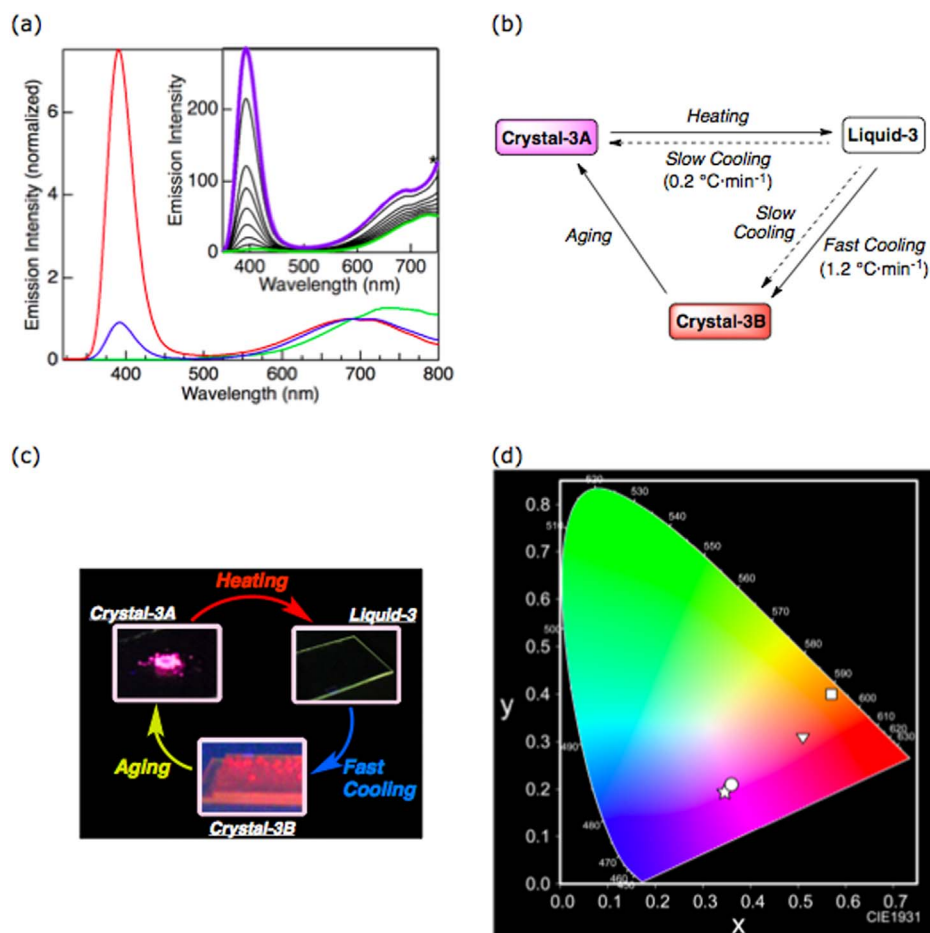 (a)
Emission Intensity (normalized)
6
4
2
0
400
500
600
700
800
Wavelength (nm)
Emission Intensity
200
100
0
400
500
600
700
Wavelength (nm)
*
(b)
Crystal-3A
Heating
Liquid-3
Slow Cooling
(0.2 °C·min-1)
Slow
Cooling
Aging
Fast Cooling
(1.2 °C·min-1)
Crystal-3B
(c)
Heating
Crystal-3A
Liquid-3
Aging
Fast
Cooling
Crystal-3B
(d)
0.8
0.7
0.6
0.5
0.4
0.3
0.2
0.1
0.0
y
520
530
540
510
550
560
570
500
580
590
600
610
620
630
490
480
470
460
0.0 0.1 0.2 0.3 0.4 0.5 0.6 0.7
CIE1931
x